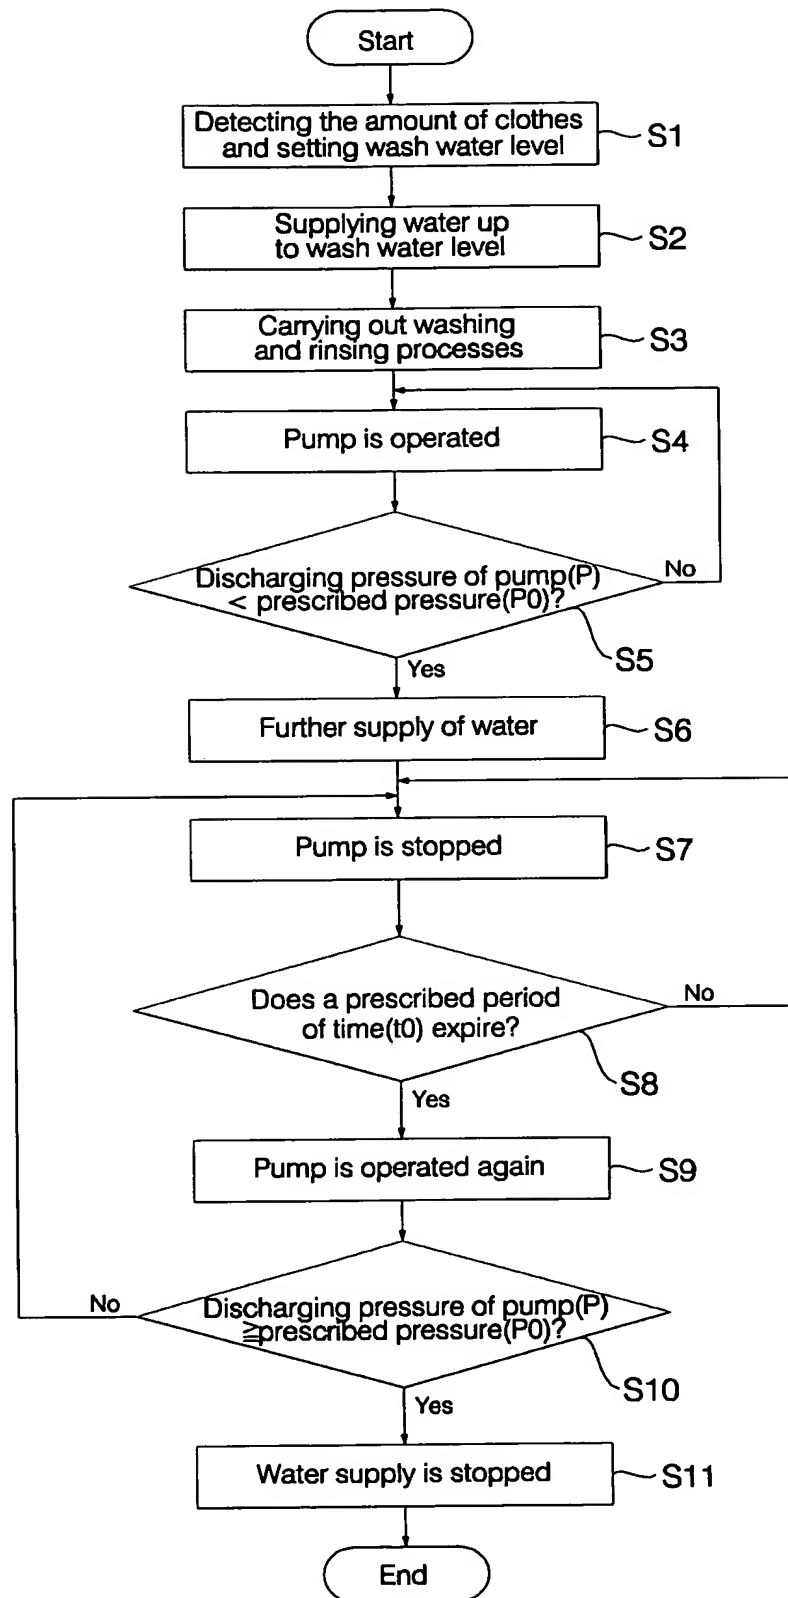 Start
Detecting the amount of clothes
and setting wash water level
S1
Supplying water up
to wash water level
S2
Carrying out washing
and rinsing processes
S3
Pump is operated
S4
Discharging pressure of pump(P)
< prescribed pressure(P0)?
No
S5
Yes
Further supply of water
S6
Pump is stopped
S7
Does a prescribed period
of time(t0) expire?
No
S8
Yes
Pump is operated again
S9
No
Discharging pressure of pump(P)
≧prescribed pressure(P0)?
S10
Yes
Water supply is stopped
S11
End